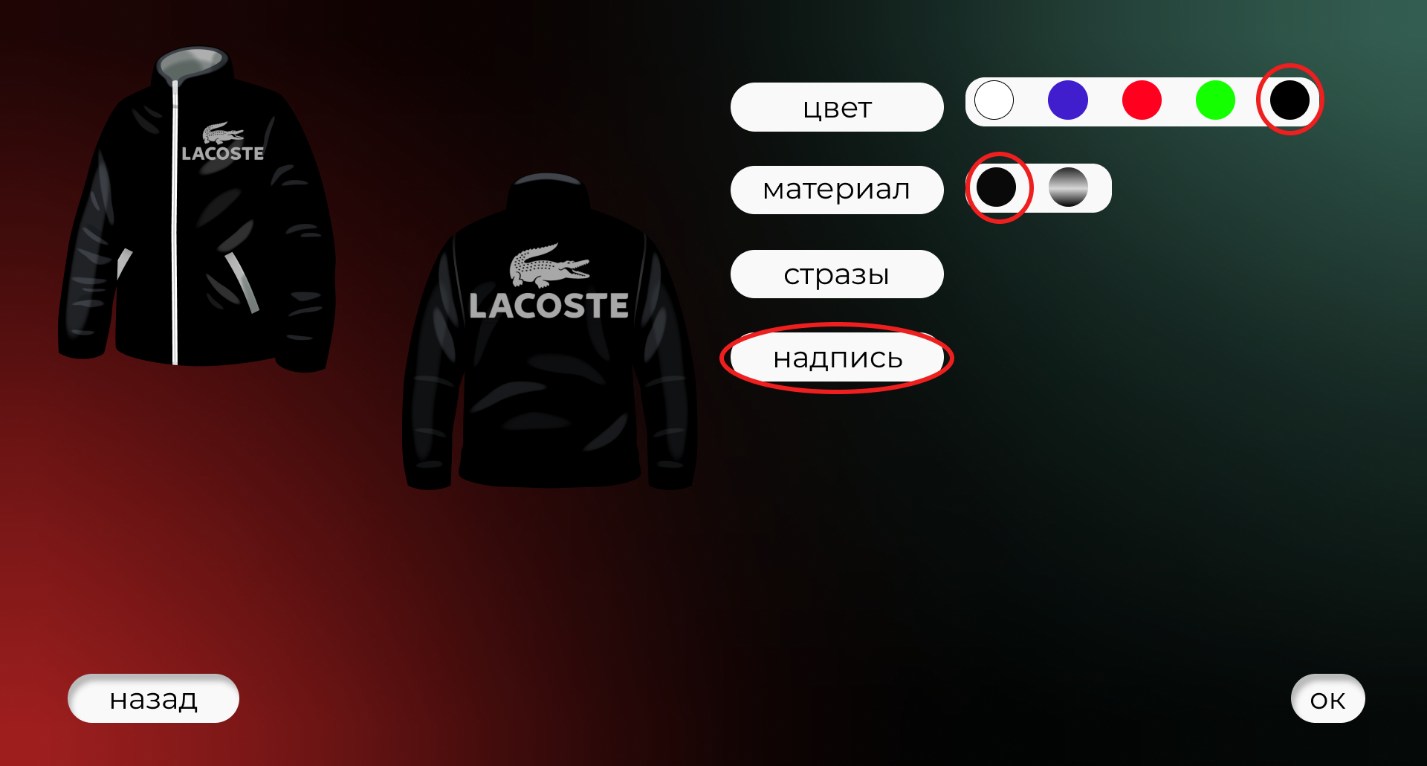 LACOSTE
LACOSTE
цвет
материал
стразы
надпись
назад
ок